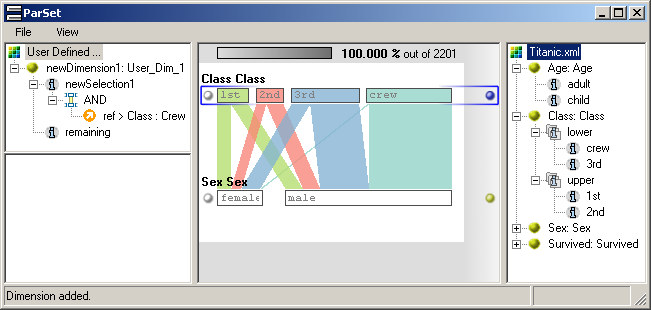 ParSet
File View
User Defined ...
newDimension1: User_Dim_1
newSelection1
AND
ref > Class : Crew
remaining
100.000 % out of 2201
Class Class
1st 2nd 3rd crew
Sex Sex
female male
Titanic.xml
Age: Age
adult
child
Class: Class
lower
crew
3rd
upper
1st
2nd
Sex: Sex
Survived: Survived
Dimension added.